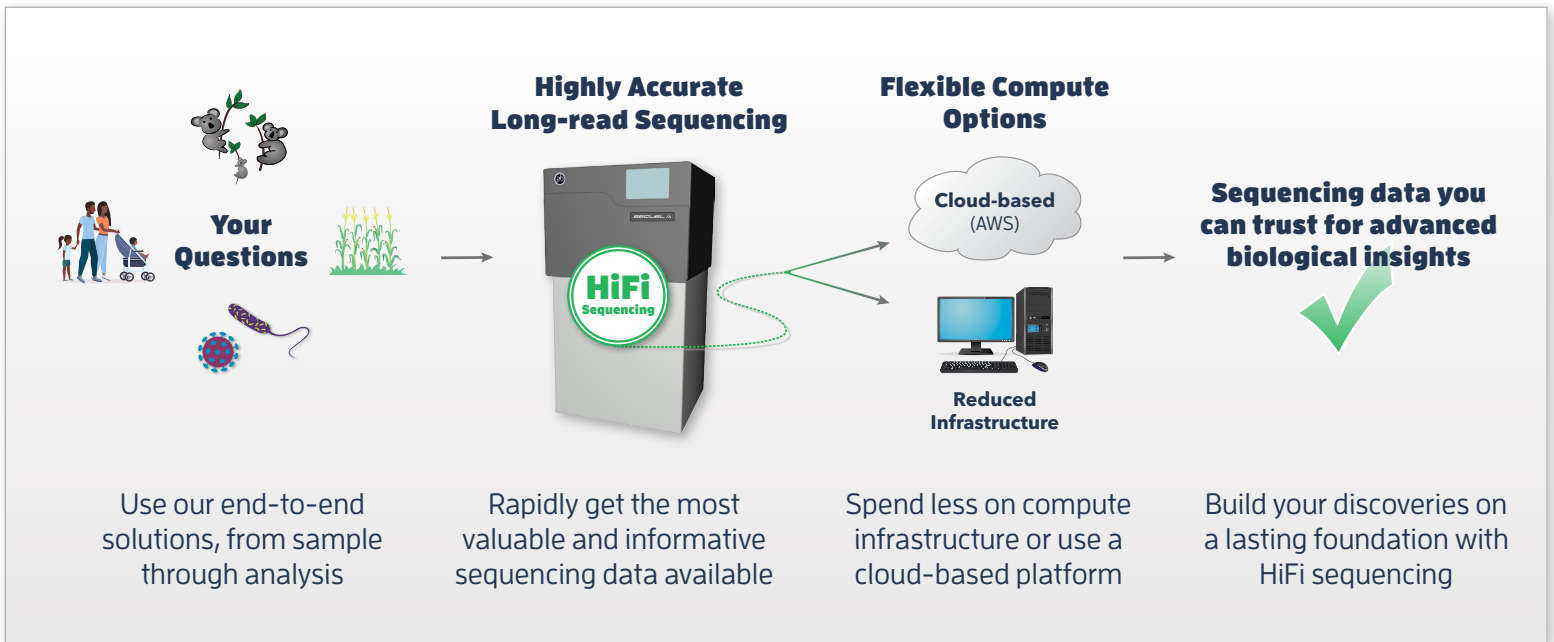 Your
Questions
Highly Accurate
Long-read Sequencing
HiFi
Sequencing
Flexible Compute
Options
Cloud-based
(AWS)
Reduced
Infrastructure
Sequencing data you
can trust for advanced
biological insights
Use our end-to-end
solutions, from sample
through analysis
Rapidly get the most
valuable and informative
sequencing data available
Spend less on compute
infrastructure or use a
cloud-based platform
Build your discoveries on
a lasting foundation with
HiFi sequencing